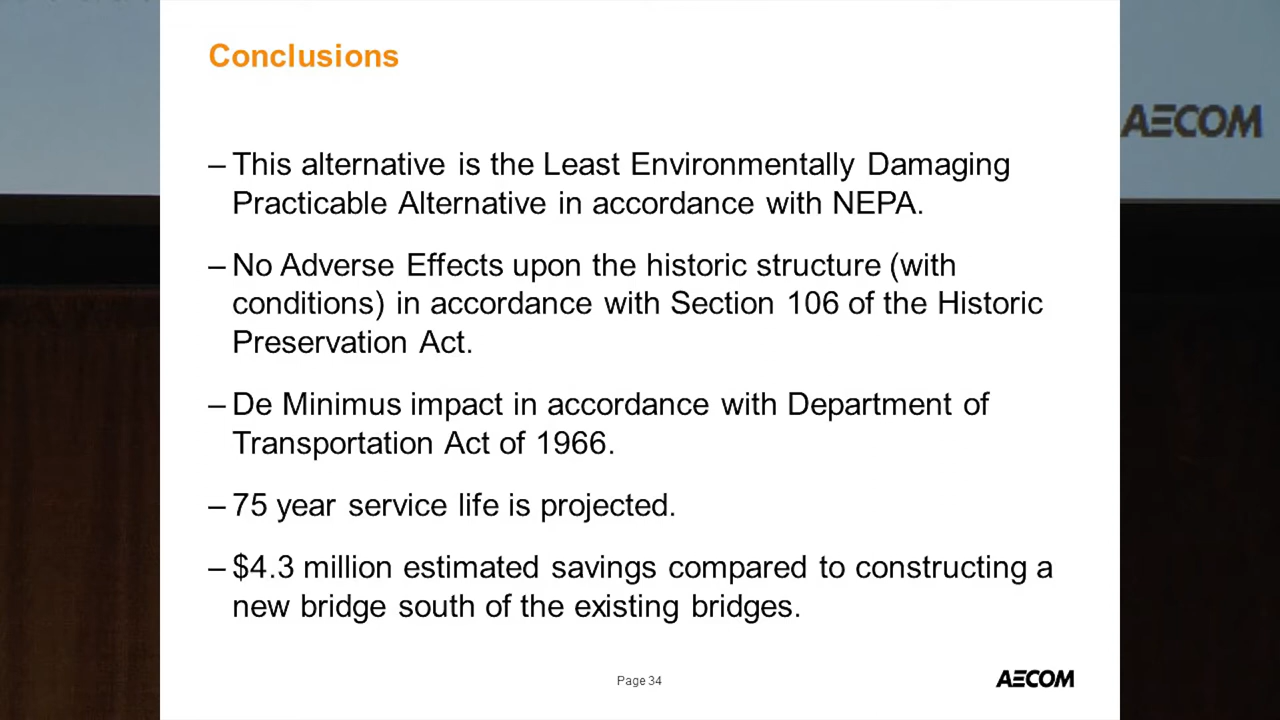 Conclusions
AECOM
– This alternative is the Least Environmentally Damaging
Practicable Alternative in accordance with NEPA.
– No Adverse Effects upon the historic structure (with
conditions) in accordance with Section 106 of the Historic
Preservation Act.
– De Minimus impact in accordance with Department of
Transportation Act of 1966.
– 75 year service life is projected.
– $4.3 million estimated savings compared to constructing a
new bridge south of the existing bridges.
Page 34
AECOM